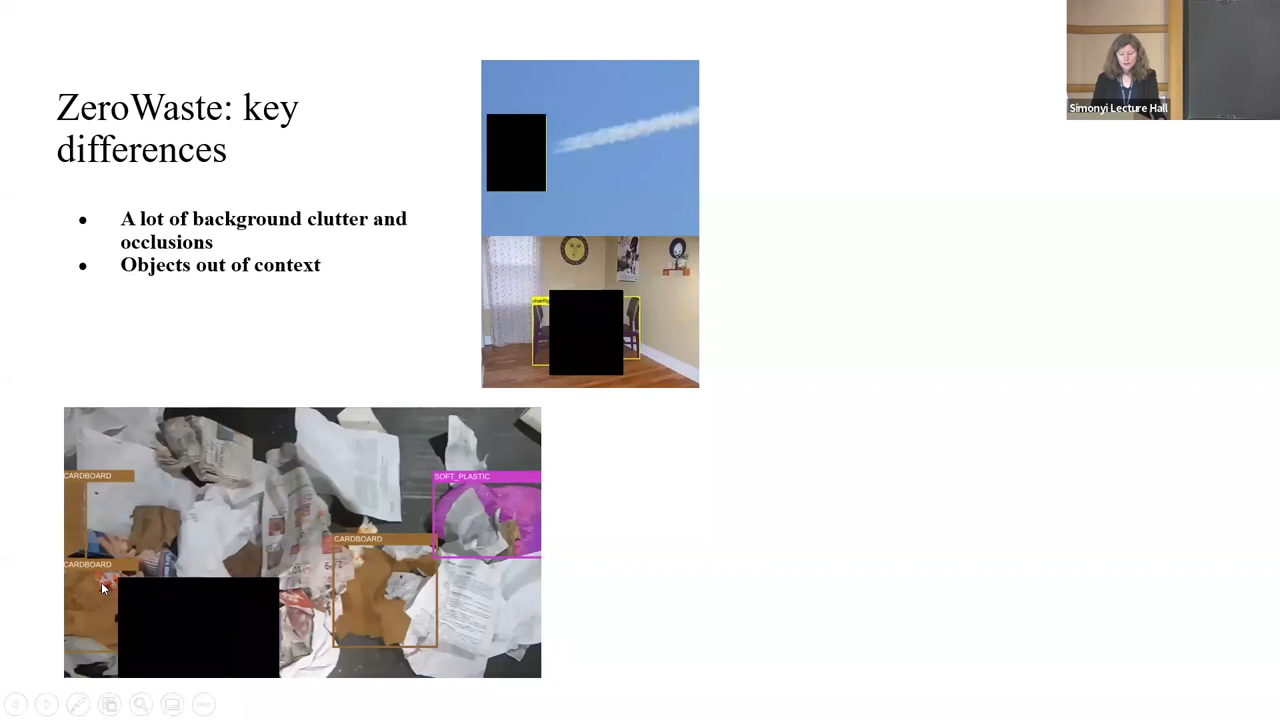 ZeroWaste: key
differences
A lot of background clutter and
occlusions
Objects out of context
Simonyi Lecture Hall
CARDBOARD
SOFT_PLASTIC
CARDBOARD
CARDBOARD